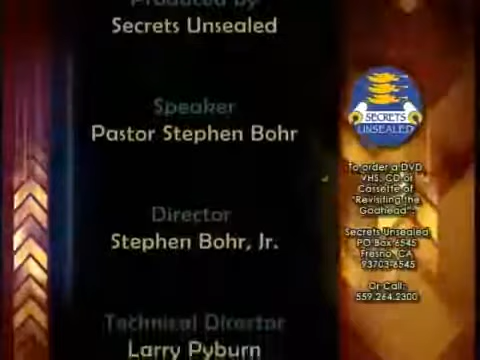 Produced by
Secrets Unsealed
Speaker
Pastor Stephen Bohr
Director
Stephen Bohr, Jr.
Technical Director
Larry Pyburn
SECRETS
UNSEALED
To order a DVD,
VHS, CD or
Cassette of
"Revisiting the
Godhead":
Secrets Unsealed
PO Box 6545
Fresno, CA
93703-6545
Or Call:
559.264.2300